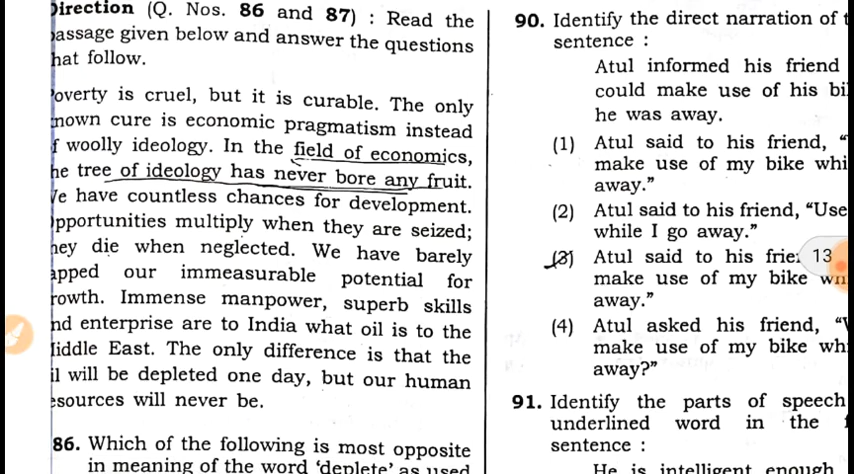 Direction (Q. Nos. 86 and 87) : Read the
passage given below and answer the questions
that follow.
Poverty is cruel, but it is curable. The only
known cure is economic pragmatism instead
of woolly ideology. In the field of economics,
the tree of ideology has never bore any fruit.
We have countless chances for development.
Opportunities multiply when they are seized;
they die when neglected. We have barely
tapped our immeasurable potential for
growth. Immense manpower, superb skills
and enterprise are to India what oil is to the
Middle East. The only difference is that the
oil will be depleted one day, but our human
resources will never be.
86. Which of the following is most opposite
in meaning of the word 'deplete' as used
90. Identify the direct narration of
sentence :
Atul informed his friend
could make use of his
he was away.
(1) Atul said to his friend, "
make use of my bike
away."
(2) Atul said to his friend, "Use
while I go away."
(3) Atul said to his
make use of my bike
away."
(4) Atul asked his friend, "
make use of my bike
away?"
91. Identify the parts of speech
underlined word in the
sentence :
He is intelligent enough
13